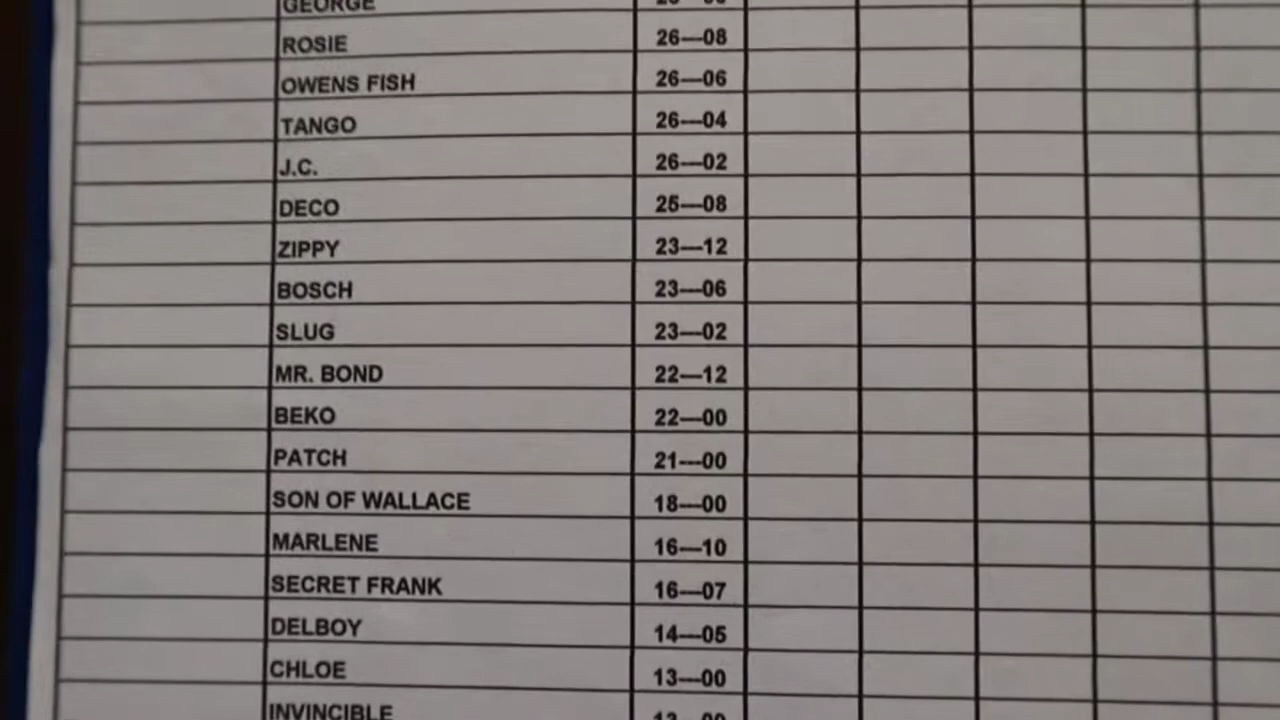 GEORGE
ROSIE 26—08
OWENS FISH 26—06
TANGO 26—04
J.C. 26—02
DECO 25—08
ZIPPY 23—12
BOSCH 23—06
SLUG 23—02
MR. BOND 22—12
BEKO 22—00
PATCH 21—00
SON OF WALLACE 18—00
MARLENE 16—10
SECRET FRANK 16—07
DELBOY 14—05
CHLOE 13—00
INVINCIBLE